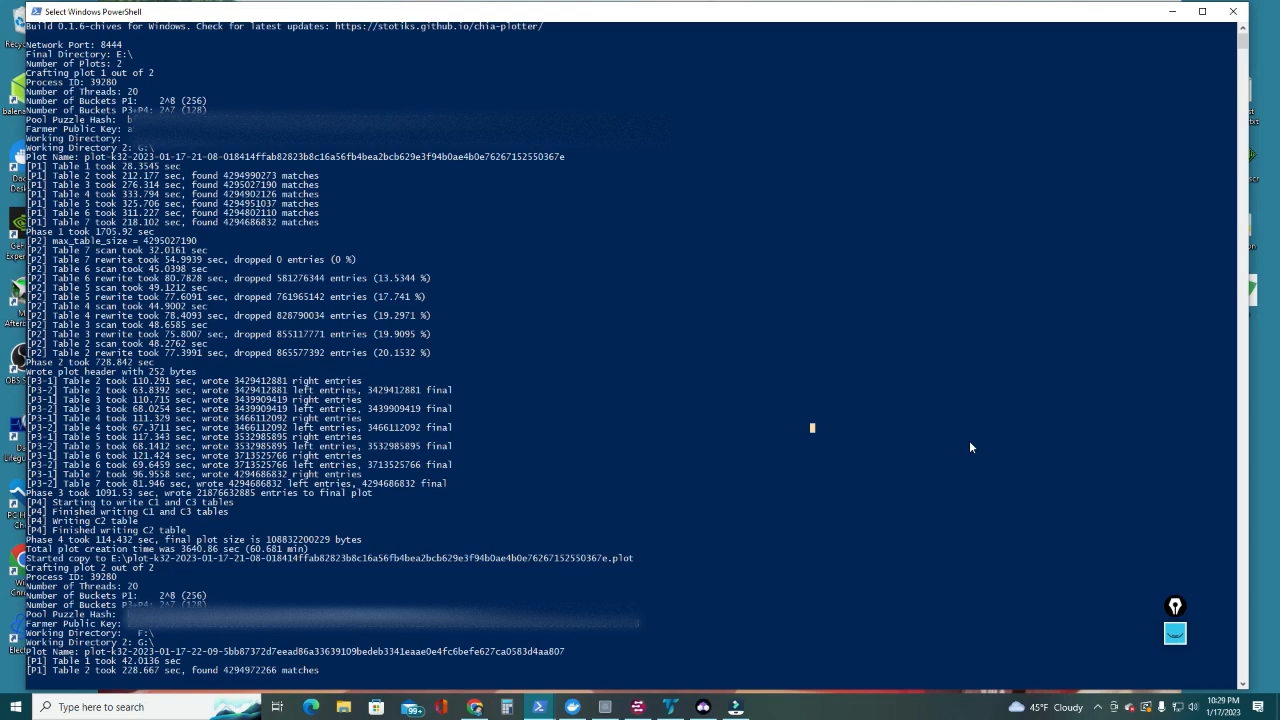 Select Windows PowerShell
Build 0.1.6-chives for Windows. Check for latest updates: https://stotiks.github.io/chia-plotter/
Network Port: 8444
Final Directory: E:\
Number of Plots: 2
Crafting plot 1 out of 2
Process ID: 39280
Number of Threads: 20
Number of Buckets P1:    2^8 (256)
Number of Buckets P3+P4: 2^7 (128)
Pool Puzzle Hash:
Farmer Public Key:
Working Directory:
Working Directory 2: G:\
Plot Name: plot-k32-2023-01-17-21-08-018414ffab82823b8c16a56fb4bea2bcb629e3f94b0ae4b0e76267152550367e
[P1] Table 1 took 28.3545 sec
[P1] Table 2 took 212.177 sec, found 4294990273 matches
[P1] Table 3 took 276.314 sec, found 4295027190 matches
[P1] Table 4 took 333.794 sec, found 4294902126 matches
[P1] Table 5 took 325.706 sec, found 4294951037 matches
[P1] Table 6 took 311.227 sec, found 4294802110 matches
[P1] Table 7 took 218.102 sec, found 4294686832 matches
Phase 1 took 1705.92 sec
[P2] max_table_size = 4295027190
[P2] Table 7 scan took 32.0161 sec
[P2] Table 7 rewrite took 54.9939 sec, dropped 0 entries (0 %)
[P2] Table 6 scan took 45.0398 sec
[P2] Table 6 rewrite took 80.7828 sec, dropped 581276344 entries (13.5344 %)
[P2] Table 5 scan took 49.1212 sec
[P2] Table 5 rewrite took 77.6091 sec, dropped 761965142 entries (17.741 %)
[P2] Table 4 scan took 44.9002 sec
[P2] Table 4 rewrite took 78.4093 sec, dropped 828790034 entries (19.2971 %)
[P2] Table 3 scan took 48.6585 sec
[P2] Table 3 rewrite took 75.8007 sec, dropped 855117771 entries (19.9095 %)
[P2] Table 2 scan took 48.2762 sec
[P2] Table 2 rewrite took 77.3991 sec, dropped 865577392 entries (20.1532 %)
Phase 2 took 728.842 sec
Wrote plot header with 252 bytes
[P3-1] Table 2 took 110.291 sec, wrote 3429412881 right entries
[P3-2] Table 2 took 63.8392 sec, wrote 3429412881 left entries, 3429412881 final
[P3-1] Table 3 took 110.715 sec, wrote 3439909419 right entries
[P3-2] Table 3 took 68.0254 sec, wrote 3439909419 left entries, 3439909419 final
[P3-1] Table 4 took 111.329 sec, wrote 3466112092 right entries
[P3-2] Table 4 took 67.3711 sec, wrote 3466112092 left entries, 3466112092 final
[P3-1] Table 5 took 117.343 sec, wrote 3532985895 right entries
[P3-2] Table 5 took 68.1412 sec, wrote 3532985895 left entries, 3532985895 final
[P3-1] Table 6 took 121.424 sec, wrote 3713525766 right entries
[P3-2] Table 6 took 69.6459 sec, wrote 3713525766 left entries, 3713525766 final
[P3-1] Table 7 took 96.9558 sec, wrote 4294686832 right entries
[P3-2] Table 7 took 81.946 sec, wrote 4294686832 left entries, 4294686832 final
Phase 3 took 1091.53 sec, wrote 21876632885 entries to final plot
[P4] Starting to write C1 and C3 tables
[P4] Finished writing C1 and C3 tables
[P4] Writing C2 table
[P4] Finished writing C2 table
Phase 4 took 114.432 sec, final plot size is 108832200229 bytes
Total plot creation time was 3640.86 sec (60.681 min)
Started copy to E:\plot-k32-2023-01-17-21-08-018414ffab82823b8c16a56fb4bea2bcb629e3f94b0ae4b0e76267152550367e.plot
Crafting plot 2 out of 2
Process ID: 39280
Number of Threads: 20
Number of Buckets P1:    2^8 (256)
Number of Buckets P3+P4: 2^7 (128)
Pool Puzzle Hash:
Farmer Public Key:
Working Directory:   F:\
Working Directory 2: G:\
Plot Name: plot-k32-2023-01-17-22-09-5bb87372d7eead86a33639109bedeb3341eaae0e4fc6befe627ca0583d4aa807
[P1] Table 1 took 42.0136 sec
[P1] Table 2 took 228.667 sec, found 4294972266 matches
Type here to search
99+
45°F Cloudy
10:29 PM
1/17/2023